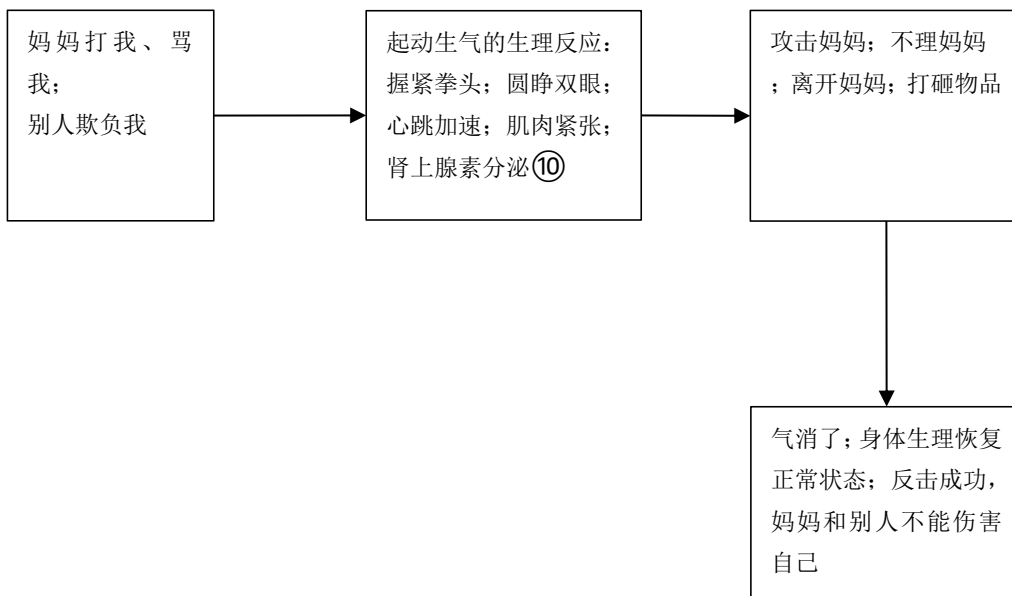 妈妈打我、骂
我；
别人欺负我
起动生气的生理反应：
握紧拳头；圆睁双眼；
心跳加速；肌肉紧张；
肾上腺素分泌⑩
攻击妈妈；不理妈妈
；离开妈妈；打砸物品
气消了；身体生理恢复
正常状态；反击成功，
妈妈和别人不能伤害
自己